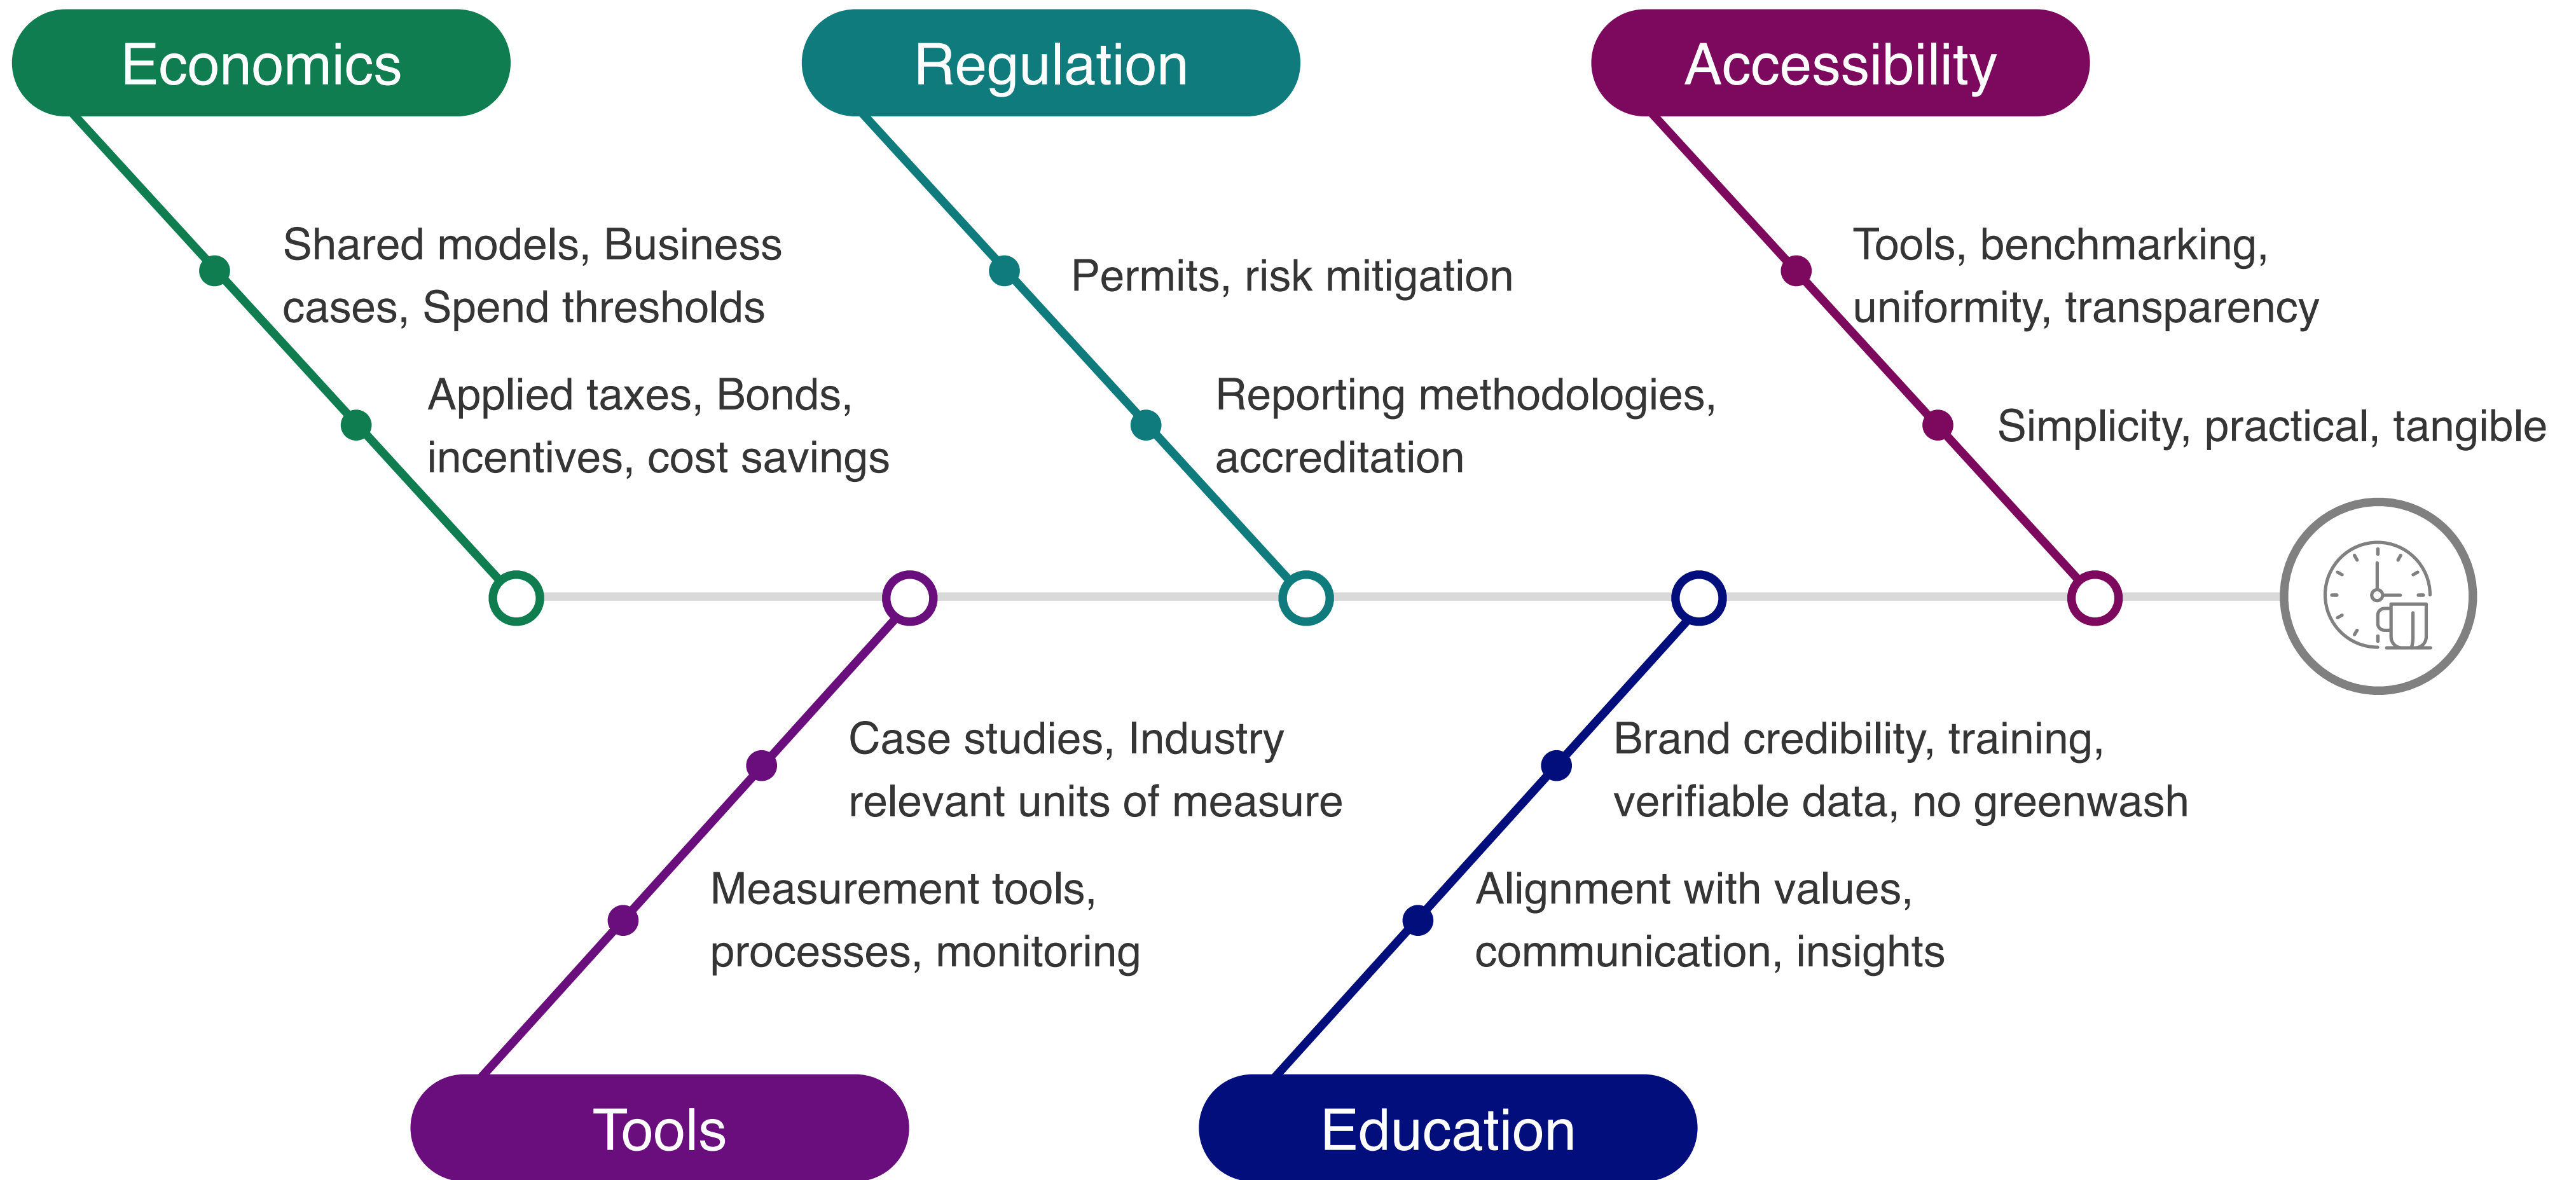 Economics
Regulation
Accessibility
Shared models, Business
cases, Spend thresholds
Applied taxes, Bonds,
incentives, cost savings
Permits, risk mitigation
Reporting methodologies,
accreditation
Tools, benchmarking,
uniformity, transparency
Simplicity, practical, tangible
Case studies, Industry
relevant units of measure
Measurement tools,
processes, monitoring
Brand credibility, training,
verifiable data, no greenwash
Alignment with values,
communication, insights
Tools
Education